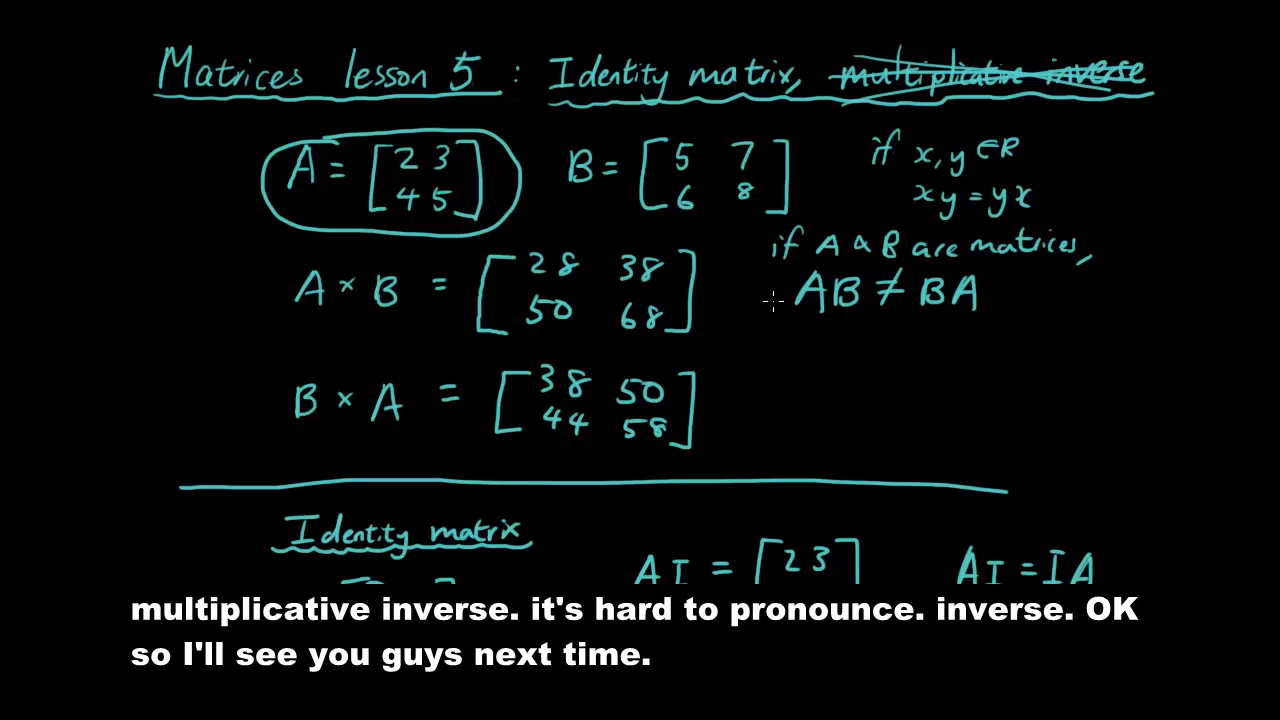 Matrices lesson 5 : Identity matrix, multiplicative inverse
A = [2 3 4 5] B = [5 7 6 8] if x, y ∈ R
xy = yx
if A & B are matrices,
A × B = [28 38 50 68] AB ≠ BA
B × A = [38 50 44 58]
Identity matrix
AI = [2 3] AI = IA
multiplicative inverse. it's hard to pronounce. inverse. OK
so I'll see you guys next time.